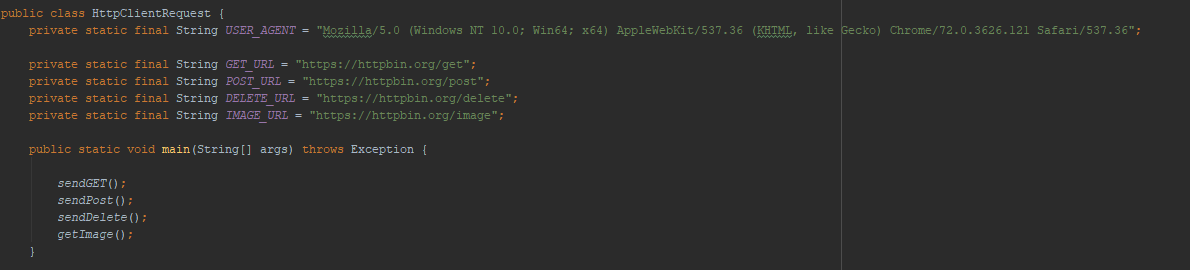 public class HttpClientRequest {
private static final String USER_AGENT = "Mozilla/5.0 (Windows NT 10.0; Win64; x64) AppleWebKit/537.36 (KHTML, like Gecko) Chrome/72.0.3626.121 Safari/537.36";
private static final String GET_URL = "https://httpbin.org/get";
private static final String POST_URL = "https://httpbin.org/post";
private static final String DELETE_URL = "https://httpbin.org/delete";
private static final String IMAGE_URL = "https://httpbin.org/image";
public static void main(String[] args) throws Exception {
sendGET();
sendPost();
sendDelete();
getImage();
}